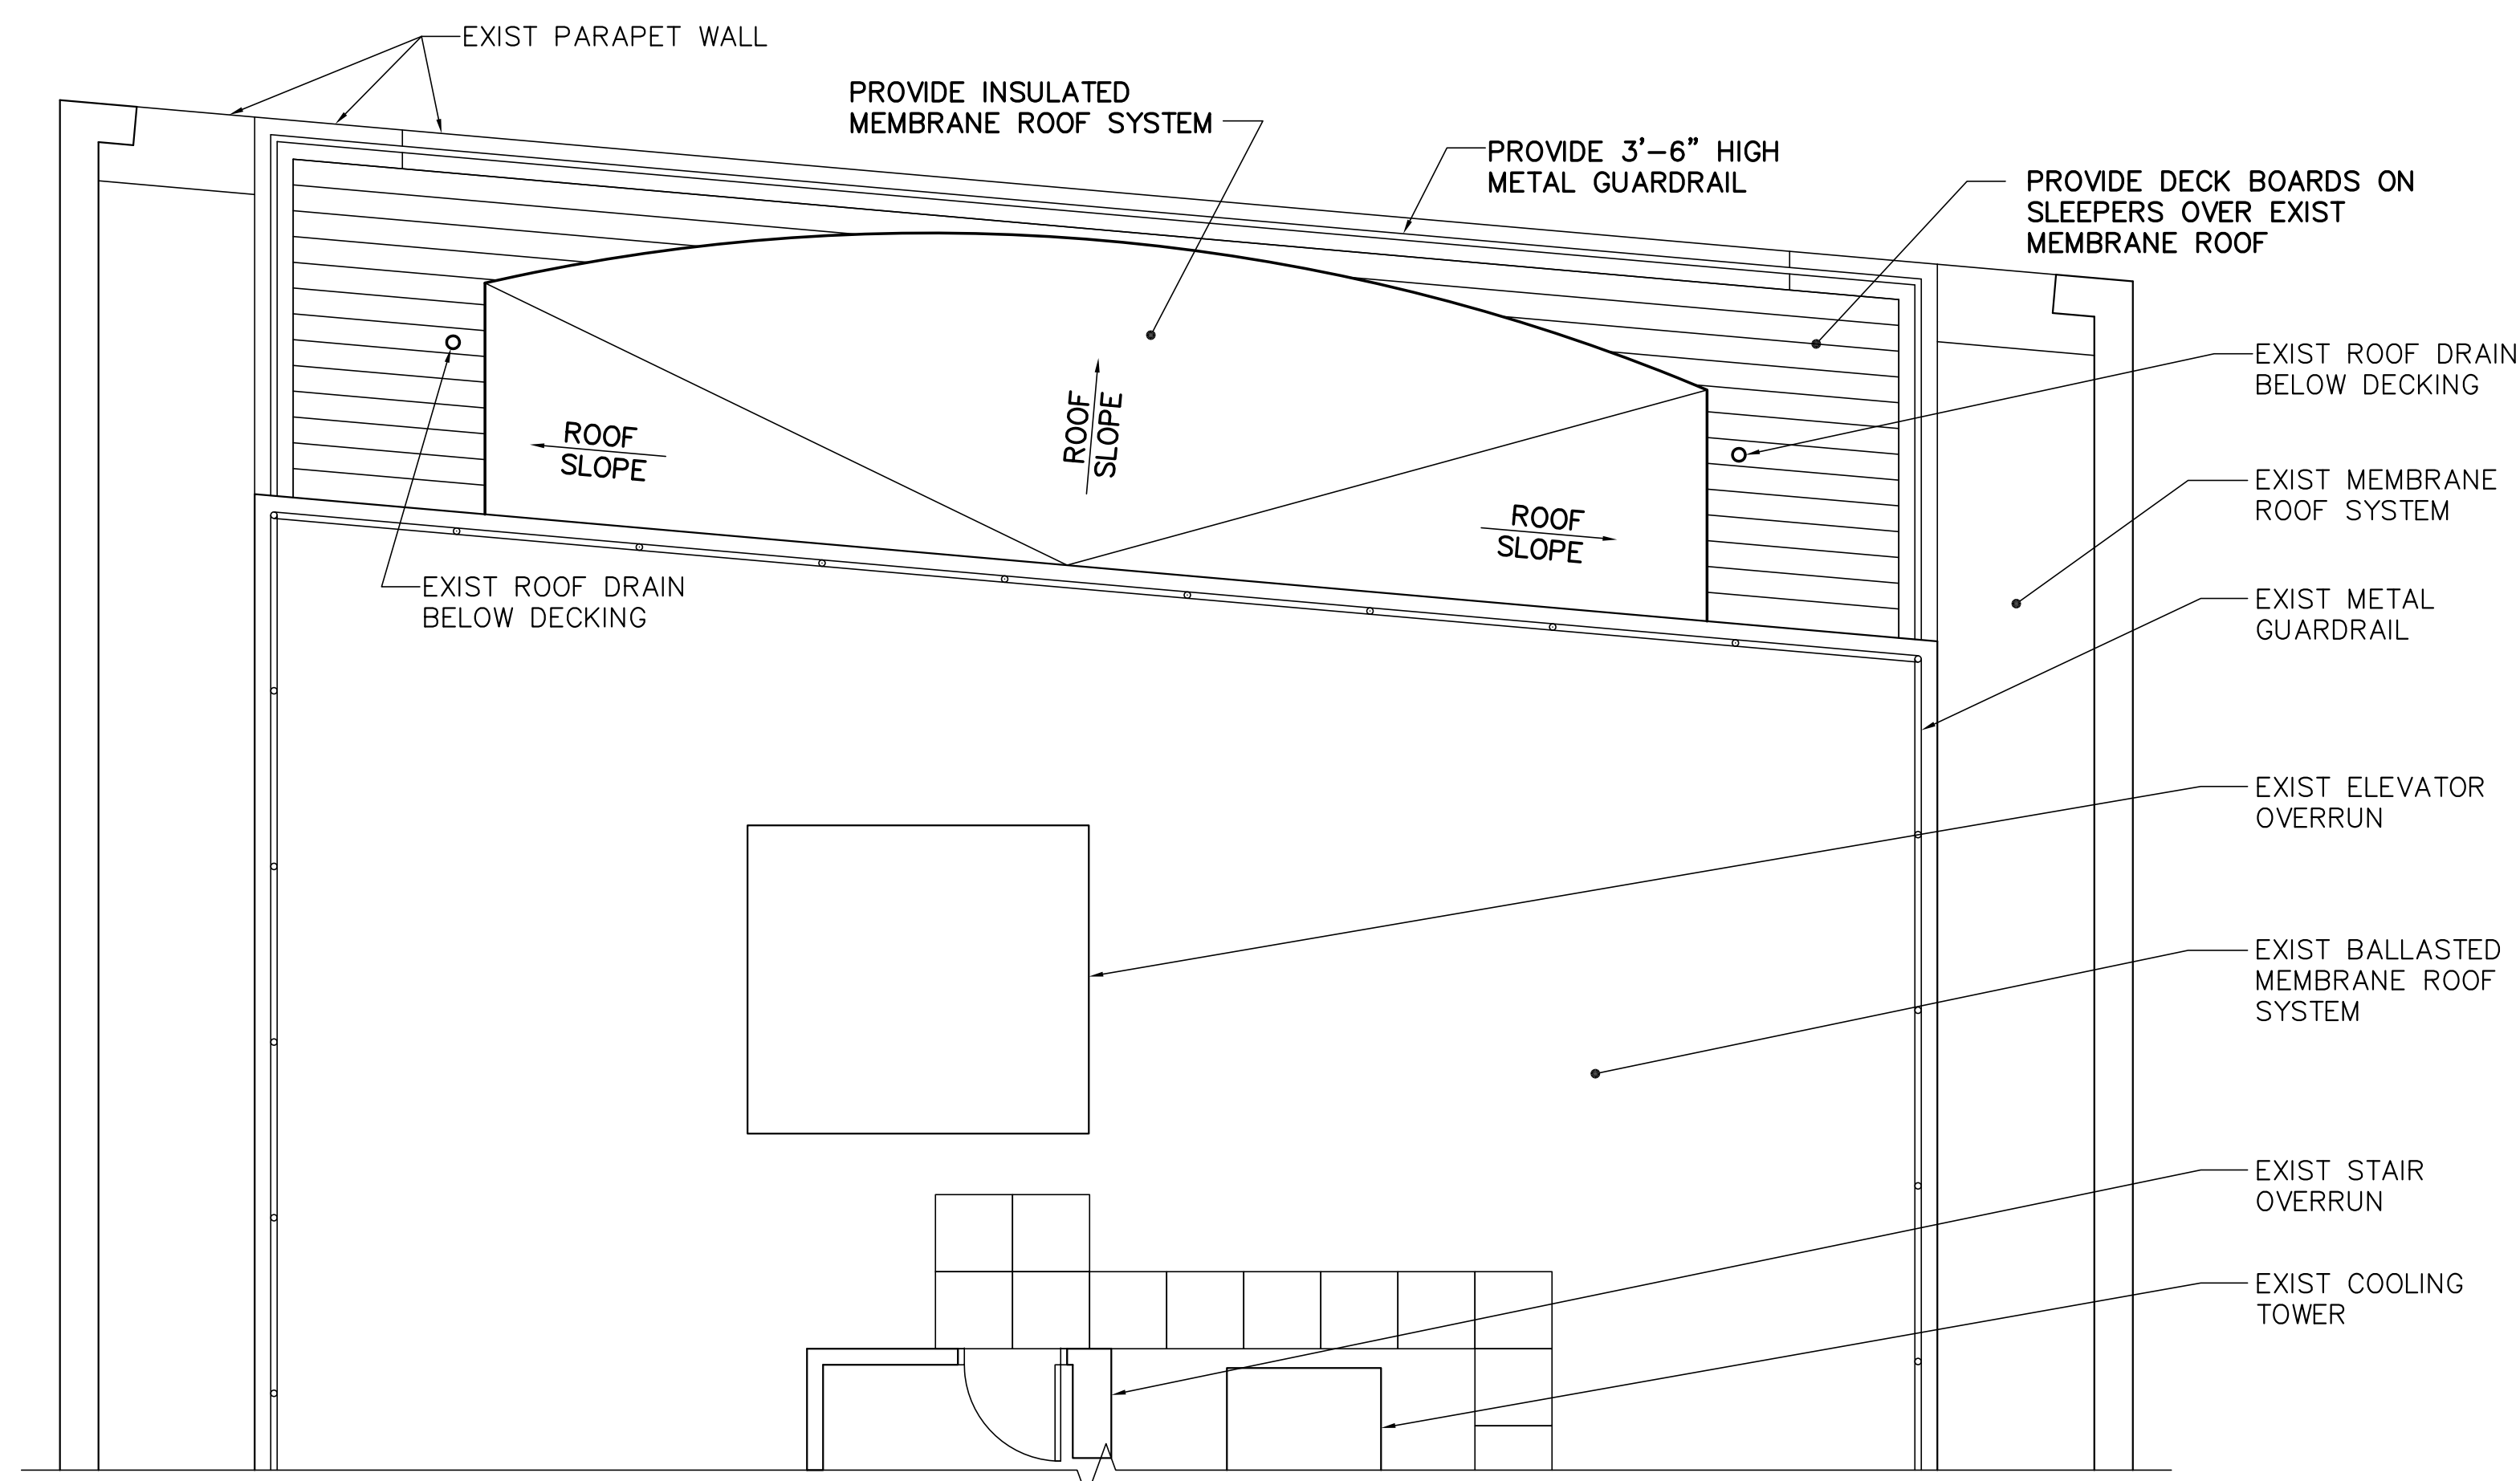 EXIST PARAPET WALL
PROVIDE INSULATED
MEMBRANE ROOF SYSTEM
PROVIDE 3'-6" HIGH
METAL GUARDRAIL
PROVIDE DECK BOARDS ON
SLEEPERS OVER EXIST
MEMBRANE ROOF
EXIST ROOF DRAIN
BELOW DECKING
ROOF
SLOPE
ROOF
SLOPE
ROOF
SLOPE
EXIST MEMBRANE
ROOF SYSTEM
EXIST ROOF DRAIN
BELOW DECKING
EXIST METAL
GUARDRAIL
EXIST ELEVATOR
OVERRUN
EXIST BALLASTED
MEMBRANE ROOF
SYSTEM
EXIST STAIR
OVERRUN
EXIST COOLING
TOWER